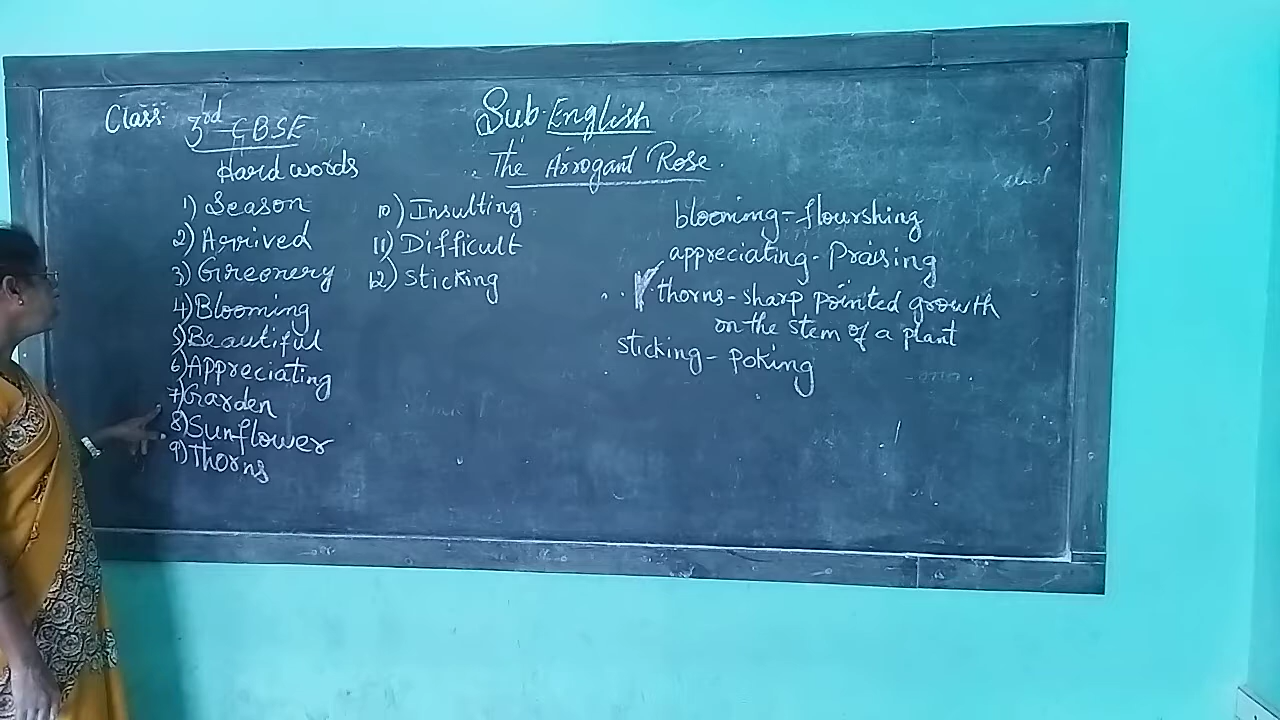 Class: 3rd CBSE
Sub-English
The Arrogant Rose.
Hard words
1) Season
2) Arrived
3) Greenery
4) Blooming
5) Beautiful
6) Appreciating
7) Garden
8) Sunflower
9) Thorns
10) Insulting
11) Difficult
12) Sticking
blooming - flourshing
appreciating - Praising
thorns - sharp pointed growth
on the stem of a plant
sticking - poking